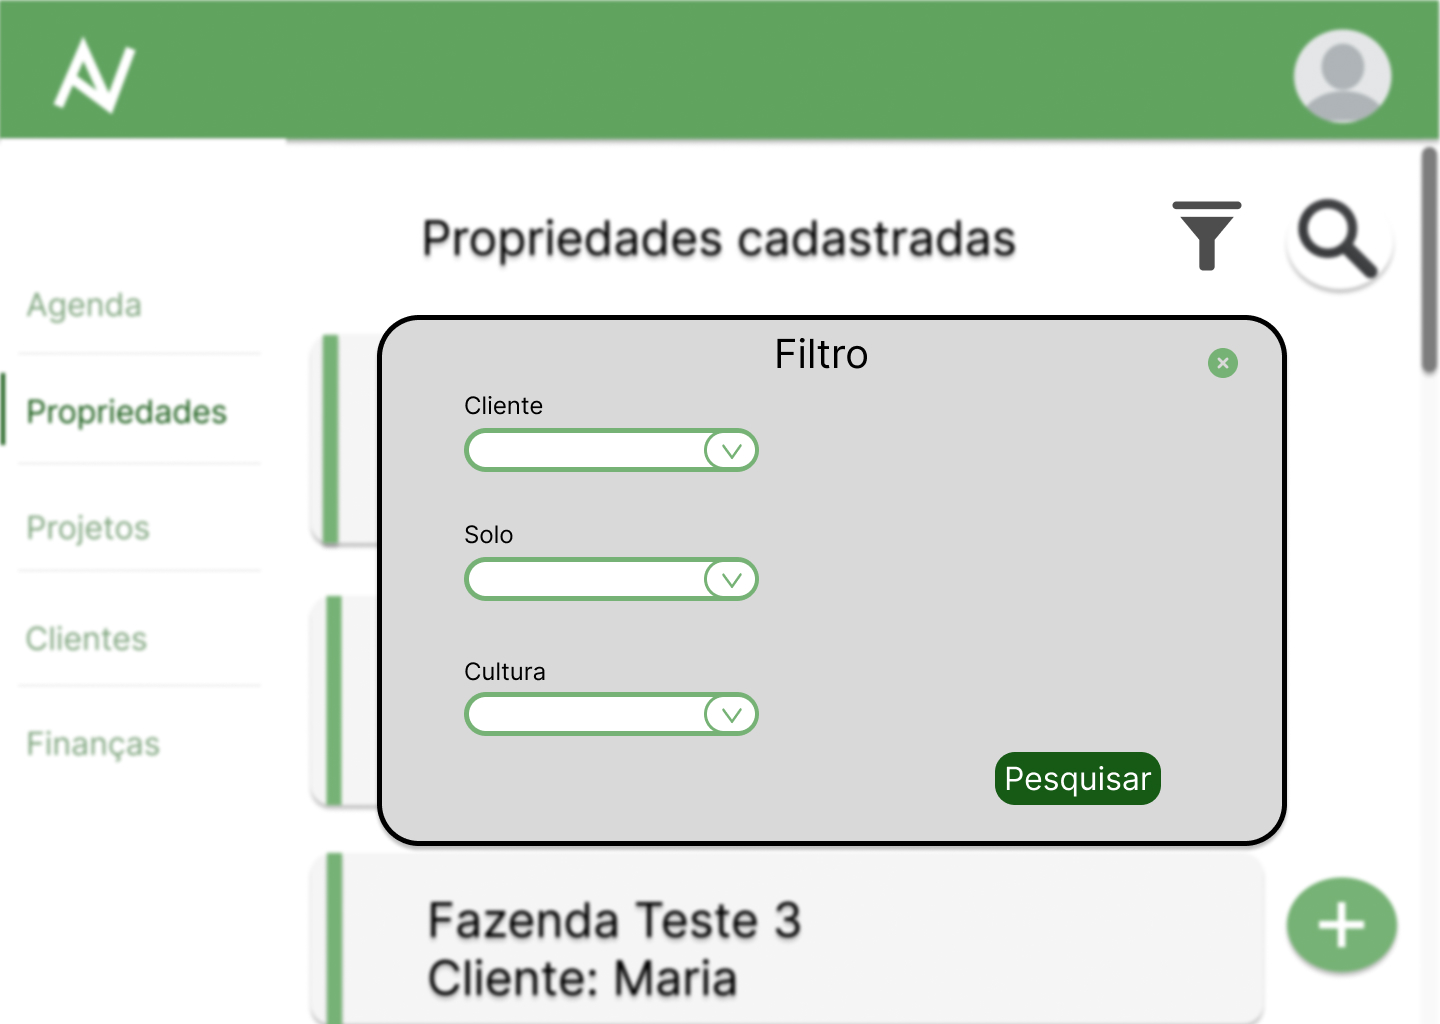 Propriedades cadastradas
Agenda
Propriedades
Projetos
Clientes
Finanças
Filtro
Cliente
Solo
Cultura
Pesquisar
Fazenda Teste 3
Cliente: Maria